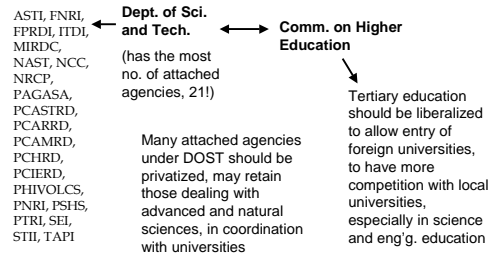 ASTI, FNRI,
FPRDI, ITDI,
MIRDC,
NAST, NCC,
NRCP,
PAGASA,
PCASTRD,
PCARRD,
PCAMRD,
PCHRD,
PCIERD,
PHIVOLCS,
PNRI, PSHS,
PTRI, SEI,
STII, TAPI
Dept. of Sci.
and Tech.
(has the most
no. of attached
agencies, 21!)
Many attached agencies
under DOST should be
privatized, may retain
those dealing with
advanced and natural
sciences, in coordination
with universities
Comm. on Higher
Education
Tertiary education
should be liberalized
to allow entry of
foreign universities,
to have more
competition with local
universities,
especially in science
and eng'g. education